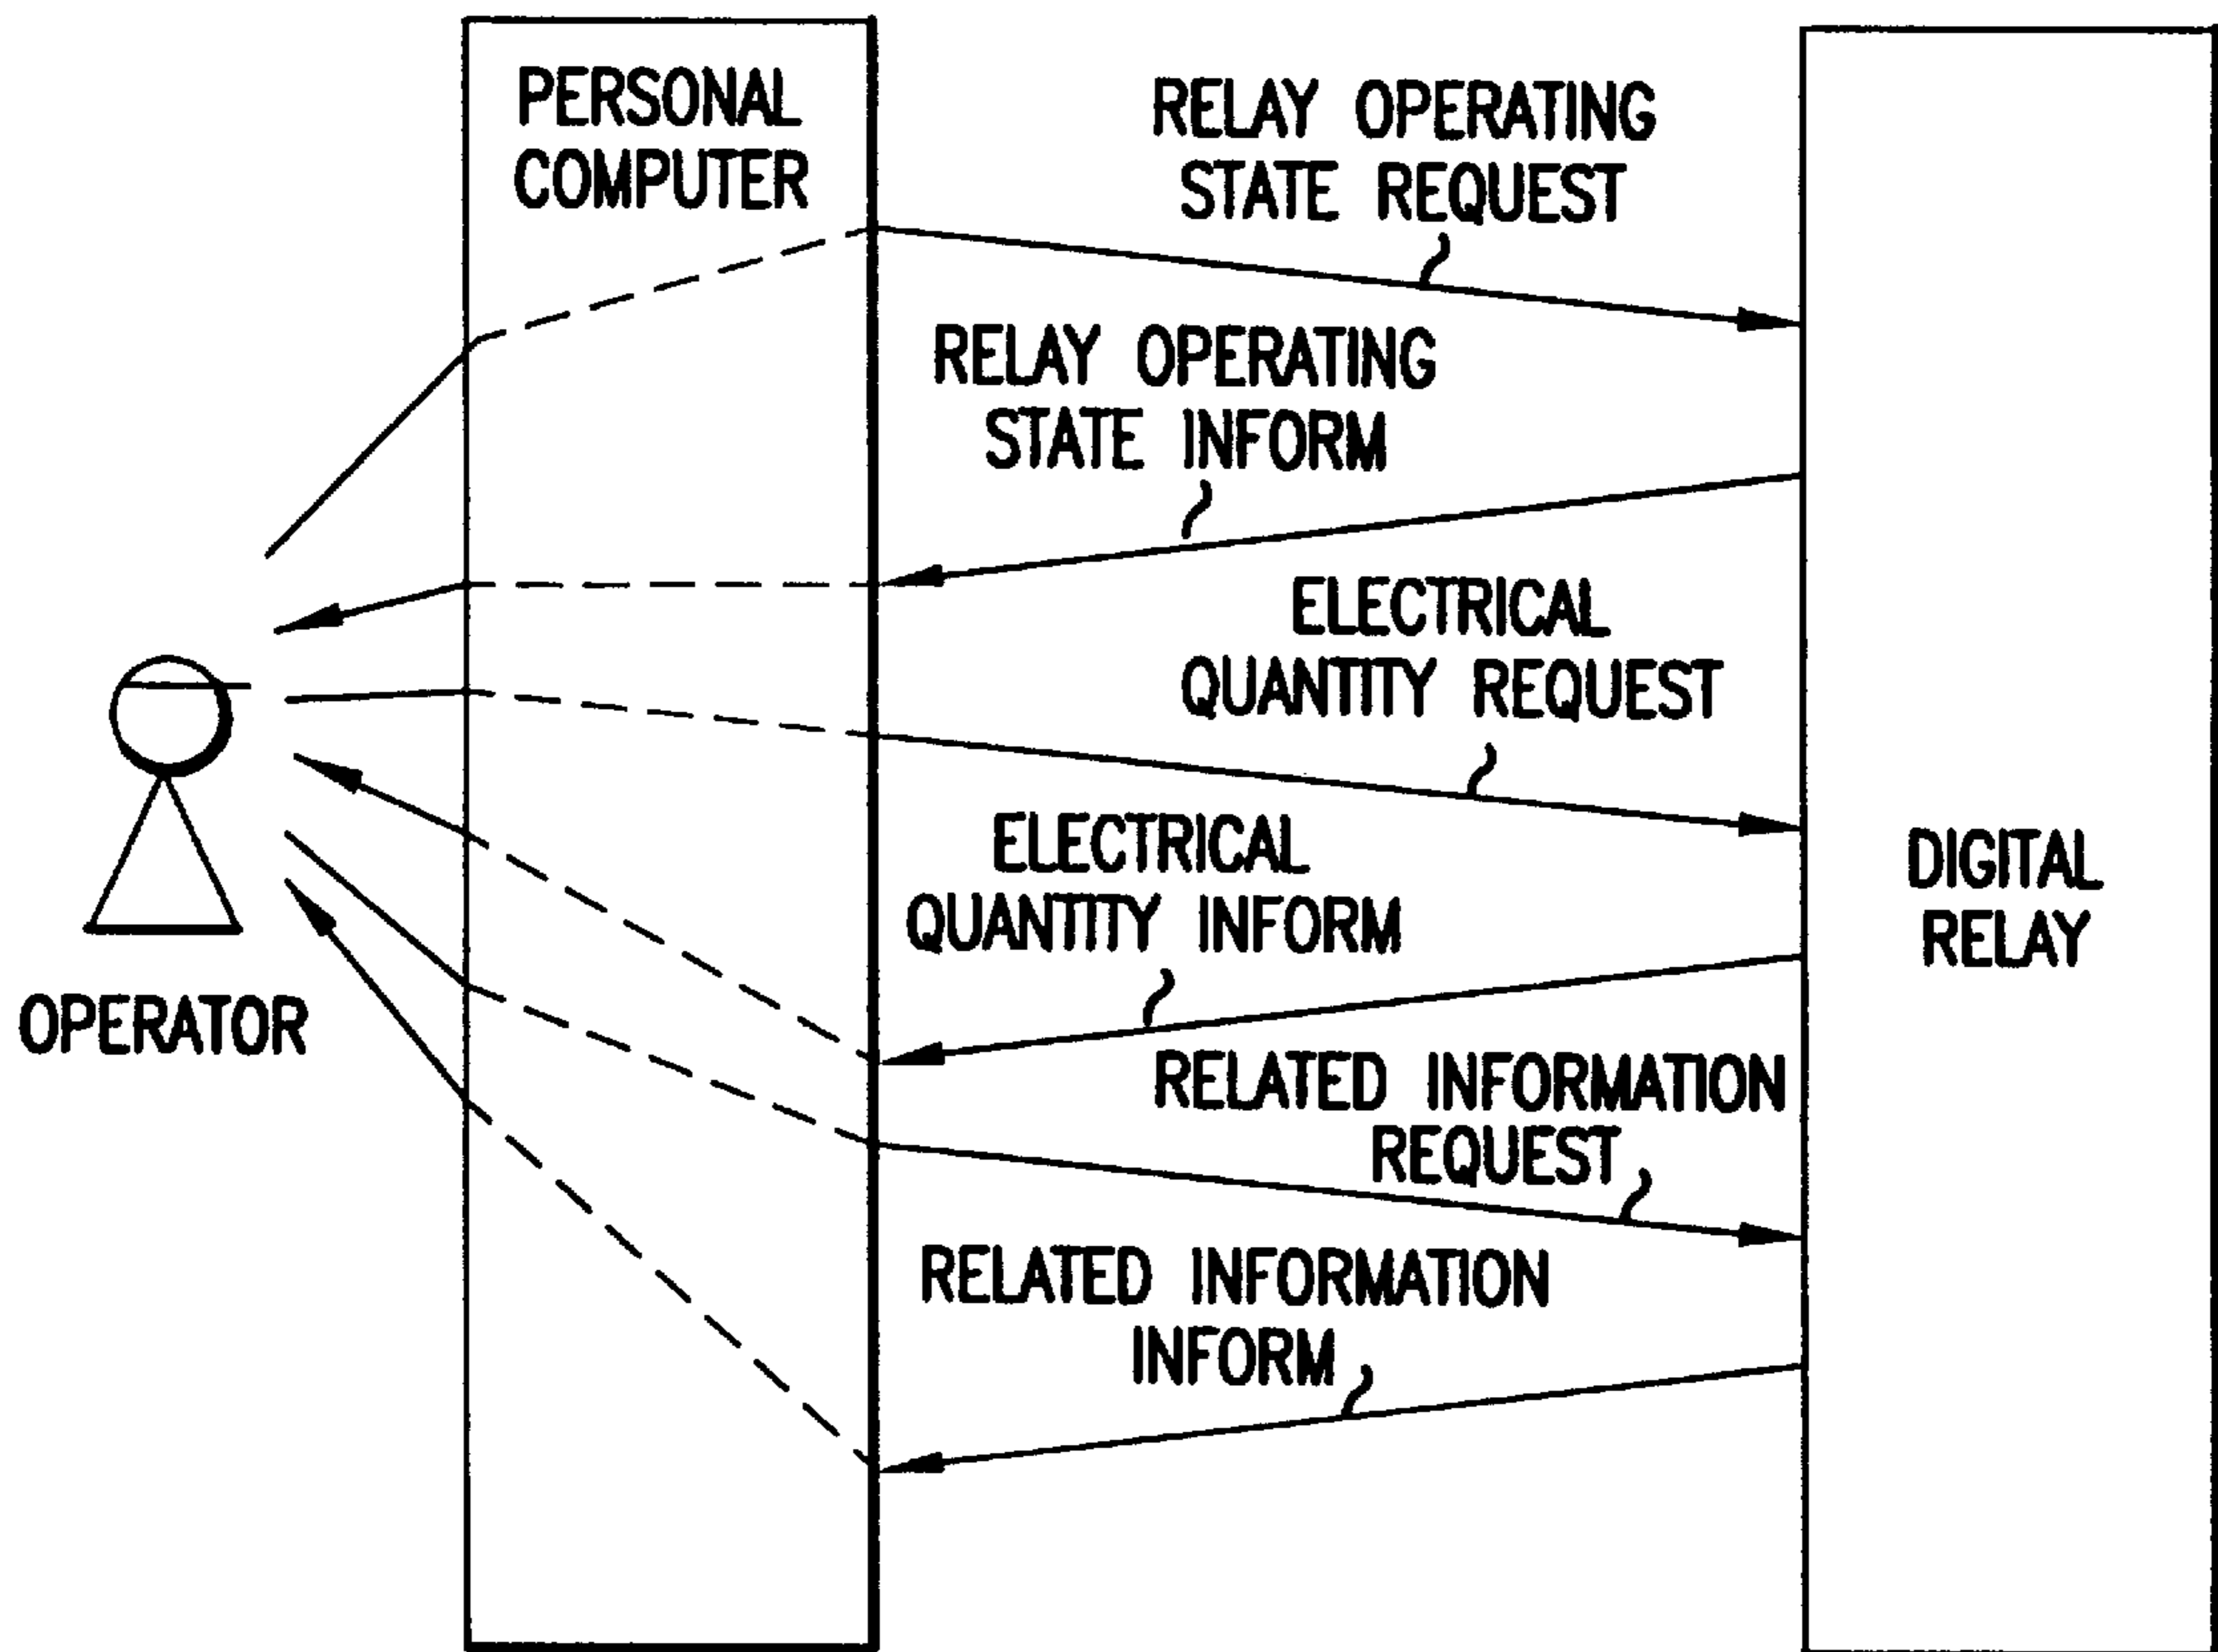 PERSONAL
COMPUTER
RELAY OPERATING
STATE REQUEST
RELAY OPERATING
STATE INFORM
ELECTRICAL
QUANTITY REQUEST
ELECTRICAL
QUANTITY INFORM
DIGITAL
RELAY
OPERATOR
RELATED INFORMATION
REQUEST
RELATED INFORMATION
INFORM